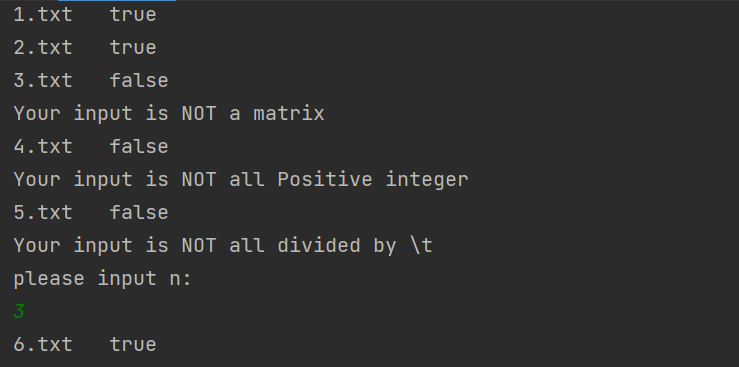 1.txt   true
2.txt   true
3.txt   false
Your input is NOT a matrix
4.txt   false
Your input is NOT all Positive integer
5.txt   false
Your input is NOT all divided by \t
please input n:
3
6.txt   true